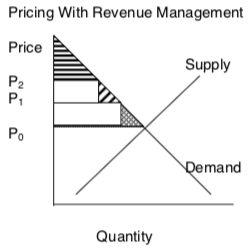 Pricing With Revenue Management
Price
Supply
P2
P1
P0
Demand
Quantity